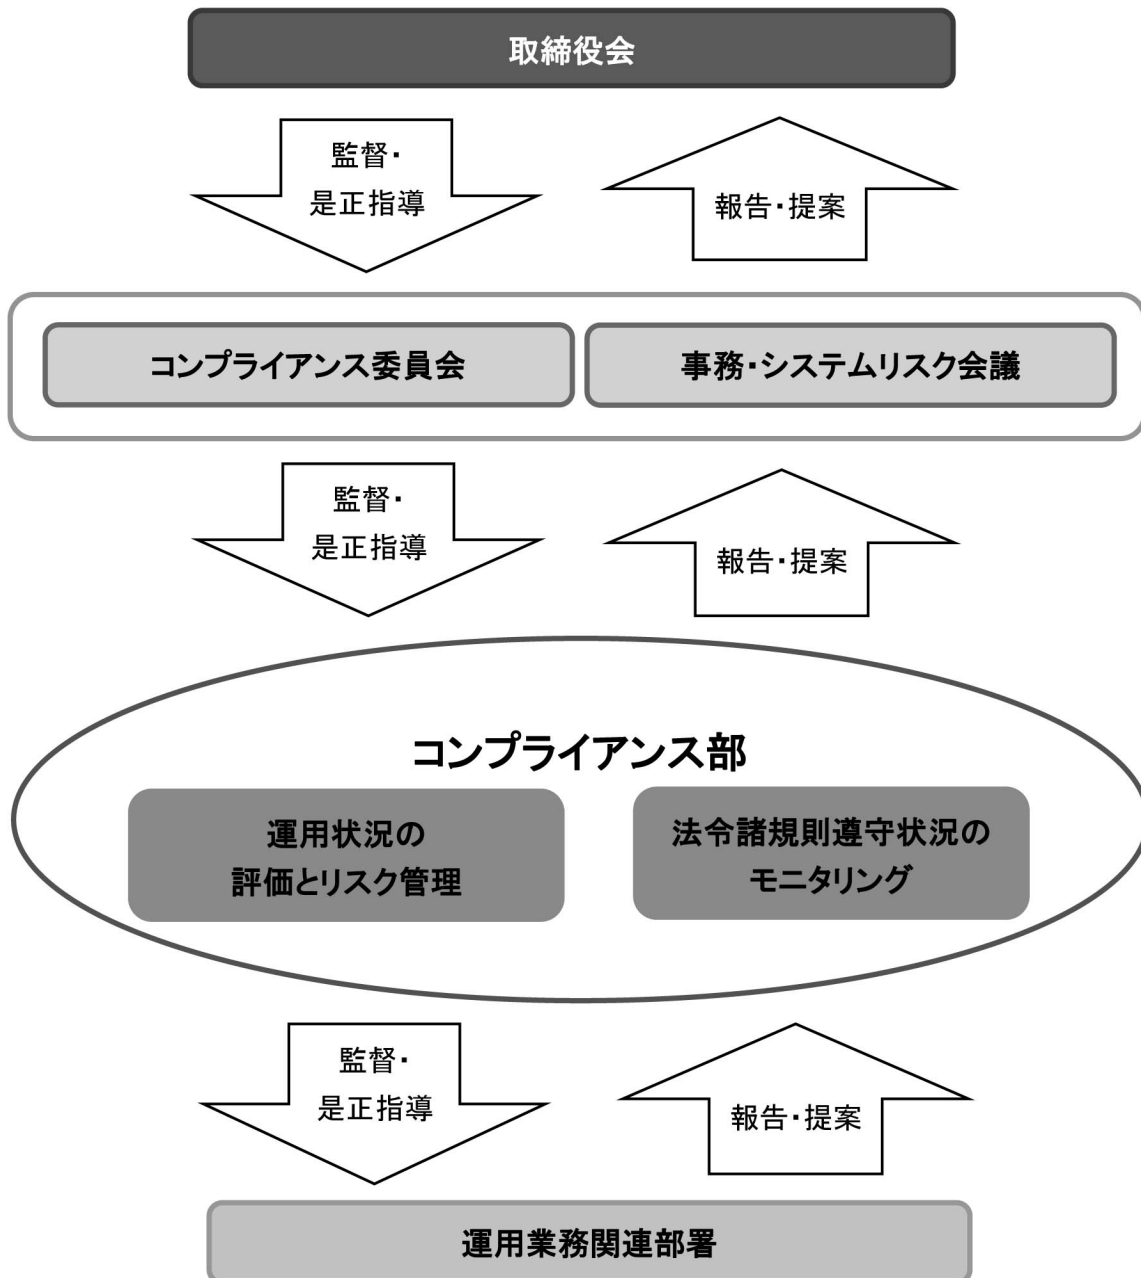 取締役会
監督・
是正指導
報告・提案
コンプライアンス委員会
事務・システムリスク会議
監督・
是正指導
報告・提案
コンプライアンス部
運用状況の
評価とリスク管理
法令諸規則遵守状況の
モニタリング
監督・
是正指導
報告・提案
運用業務関連部署